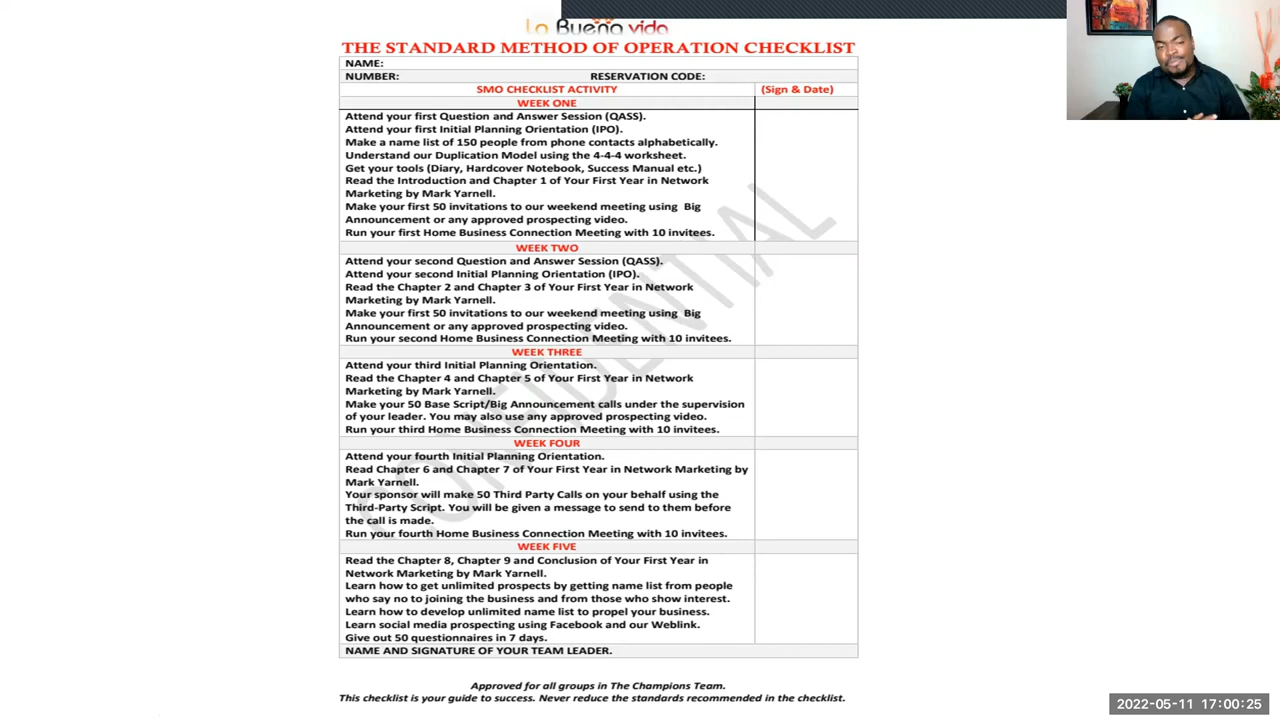 La Buena vida
THE STANDARD METHOD OF OPERATION CHECKLIST
NAME:
NUMBER: RESERVATION CODE:
SMO CHECKLIST ACTIVITY (Sign & Date)
WEEK ONE
Attend your first Question and Answer Session (QASS).
Attend your first Initial Planning Orientation (IPO).
Make a name list of 150 people from phone contacts alphabetically.
Understand our Duplication Model using the 4-4-4 worksheet.
Get your tools (Diary, Hardcover Notebook, Success Manual etc.)
Read the Introduction and Chapter 1 of Your First Year in Network
Marketing by Mark Yarnell.
Make your first 50 invitations to our weekend meeting using Big
Announcement or any approved prospecting video.
Run your first Home Business Connection Meeting with 10 invitees.
WEEK TWO
Attend your second Question and Answer Session (QASS).
Attend your second Initial Planning Orientation (IPO).
Read the Chapter 2 and Chapter 3 of Your First Year in Network
Marketing by Mark Yarnell.
Make your first 50 invitations to our weekend meeting using Big
Announcement or any approved prospecting video.
Run your second Home Business Connection Meeting with 10 invitees.
WEEK THREE
Attend your third Initial Planning Orientation.
Read the Chapter 4 and Chapter 5 of Your First Year in Network
Marketing by Mark Yarnell.
Make your 50 Base Script/Big Announcement calls under the supervision
of your leader. You may also use any approved prospecting video.
Run your third Home Business Connection Meeting with 10 invitees.
WEEK FOUR
Attend your fourth Initial Planning Orientation.
Read Chapter 6 and Chapter 7 of Your First Year in Network Marketing by
Mark Yarnell.
Your sponsor will make 50 Third Party Calls on your behalf using the
Third-Party Script. You will be given a message to send to them before
the call is made.
Run your fourth Home Business Connection Meeting with 10 invitees.
WEEK FIVE
Read the Chapter 8, Chapter 9 and Conclusion of Your First Year in
Network Marketing by Mark Yarnell.
Learn how to get unlimited prospects by getting name list from people
who say no to joining the business and from those who show interest.
Learn how to develop unlimited name list to propel your business.
Learn social media prospecting using Facebook and our Weblink.
Give out 50 questionnaires in 7 days.
NAME AND SIGNATURE OF YOUR TEAM LEADER.
CONFIDENTIAL
Approved for all groups in The Champions Team.
This checklist is your guide to success. Never reduce the standards recommended in the checklist.
2022-05-11 17:00:25